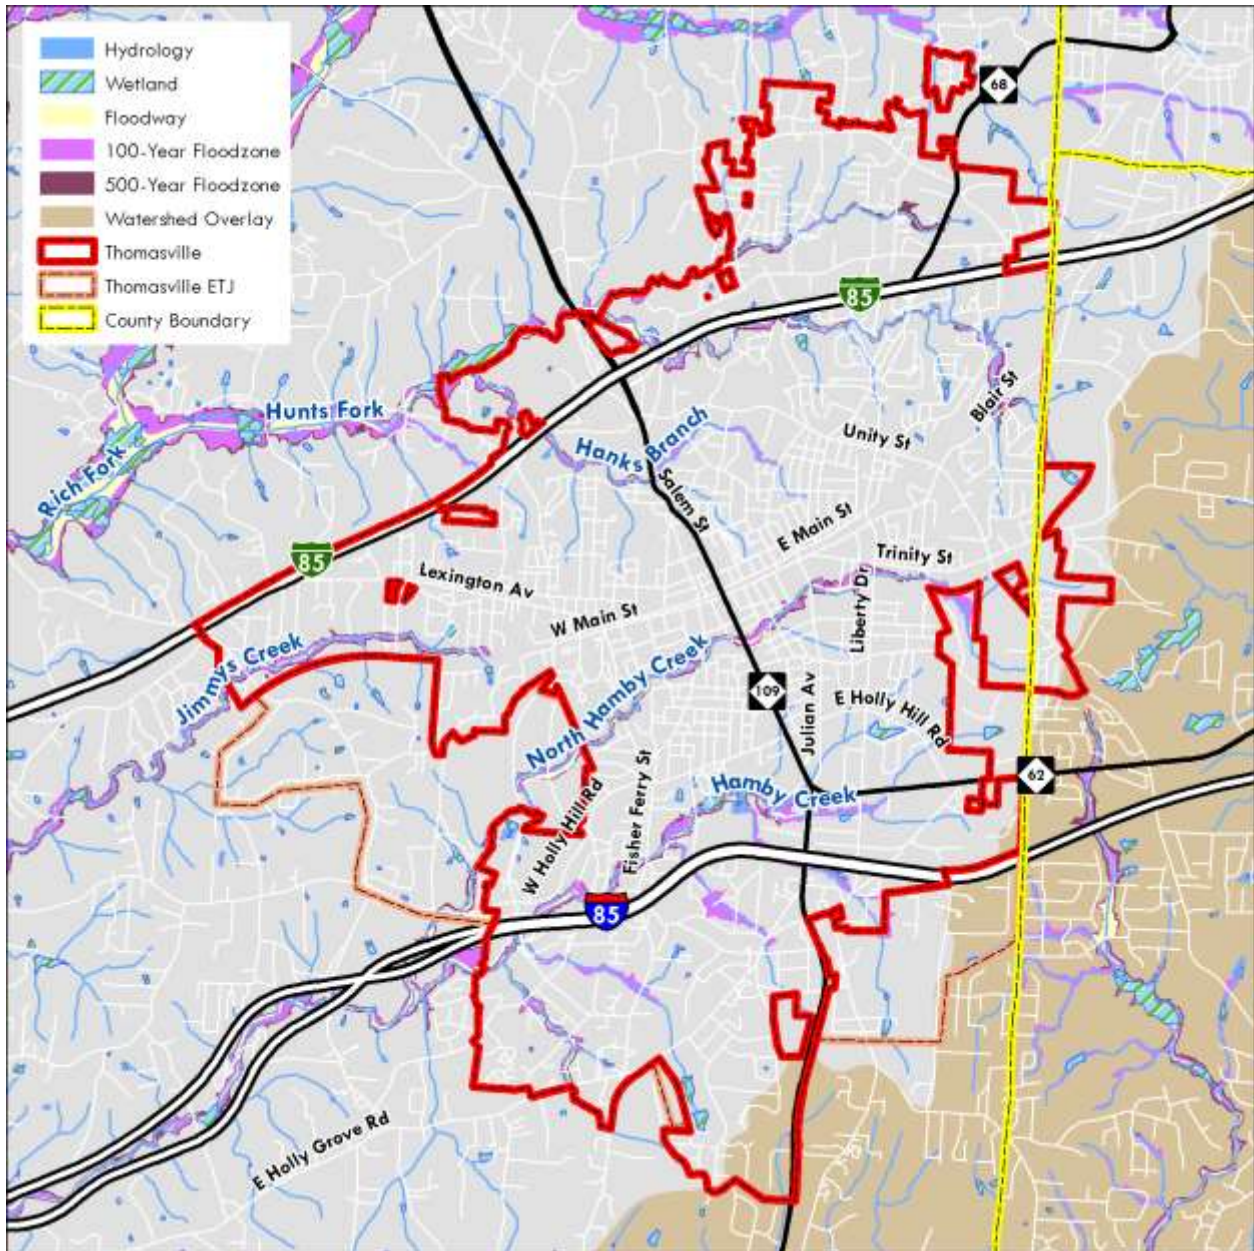 Hydrology
Wetland
Floodway
100-Year Floodzone
500-Year Floodzone
Watershed Overlay
Thomasville
Thomasville ETJ
County Boundary
68
85
Hunts Fork
Rich Fork
Hanks Branch
Blair St
Unity St
Salem St
E Main St
Trinity St
85
Lexington Av
W Main St
Liberty Dr
Jimmys Creek
North Hamby Creek
109
Julian Av
E Holly Hill Rd
62
Hamby Creek
Fisher Ferry St
W Holly Hill Rd
85
E Holly Grove Rd